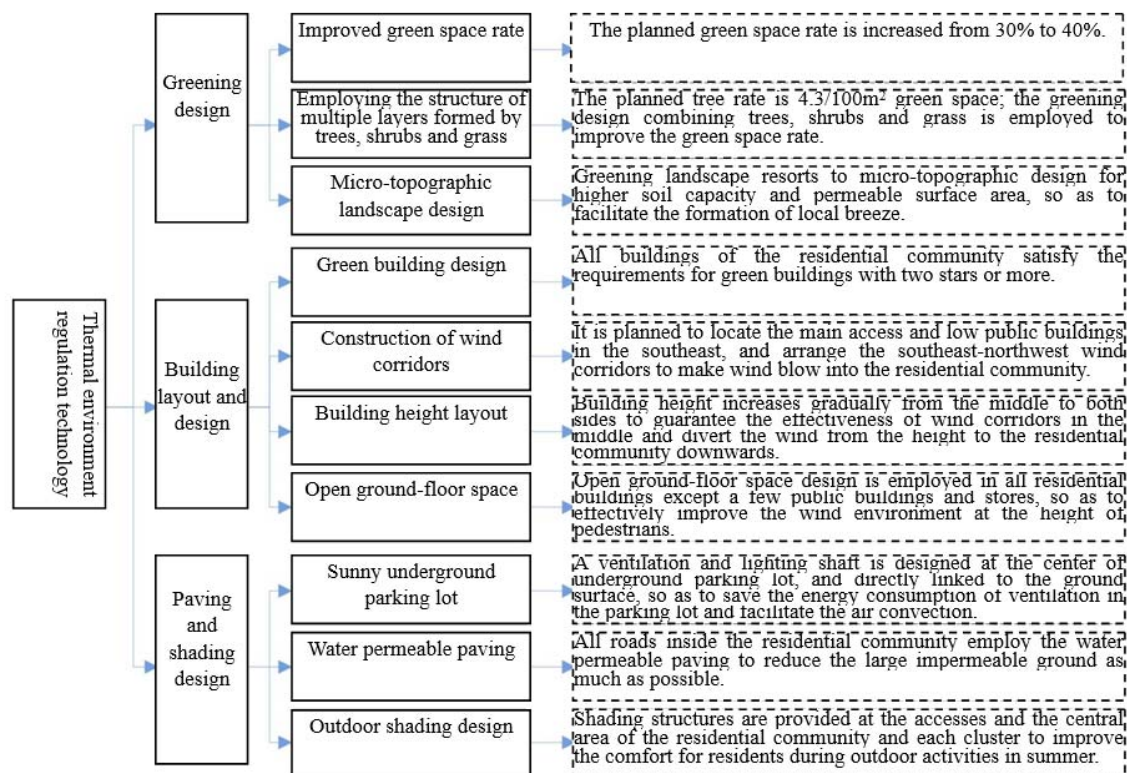 Thermal environment
regulation technology
Greening
design
Improved green space rate
The planned green space rate is increased from 30% to 40%.
Employing the structure of
multiple layers formed by
trees, shrubs and grass
The planned tree rate is 4.3/100m² green space; the greening
design combining trees, shrubs and grass is employed to
improve the green space rate.
Micro-topographic
landscape design
Greening landscape resorts to micro-topographic design for
higher soil capacity and permeable surface area, so as to
facilitate the formation of local breeze.
Building
layout and
design
Green building design
All buildings of the residential community satisfy the
requirements for green buildings with two stars or more.
Construction of wind
corridors
It is planned to locate the main access and low public buildings
in the southeast, and arrange the southeast-northwest wind
corridors to make wind blow into the residential community.
Building height layout
Building height increases gradually from the middle to both
sides to guarantee the effectiveness of wind corridors in the
middle and divert the wind from the height to the residential
community downwards.
Open ground-floor space
Open ground-floor space design is employed in all residential
buildings except a few public buildings and stores, so as to
effectively improve the wind environment at the height of
pedestrians.
Paving
and
shading
design
Sunny underground
parking lot
A ventilation and lighting shaft is designed at the center of
underground parking lot, and directly linked to the ground
surface, so as to save the energy consumption of ventilation in
the parking lot and facilitate the air convection.
Water permeable paving
All roads inside the residential community employ the water
permeable paving to reduce the large impermeable ground as
much as possible.
Outdoor shading design
Shading structures are provided at the accesses and the central
area of the residential community and each cluster to improve
the comfort for residents during outdoor activities in summer.